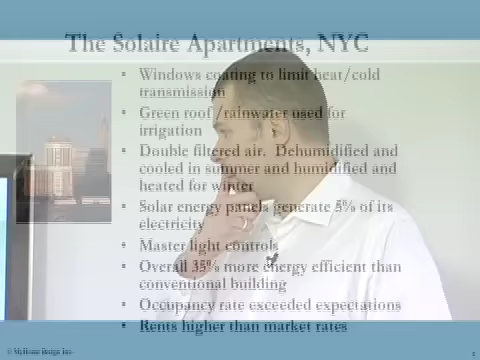 The Solaire Apartments, NYC
▪ Windows coating to limit heat/cold
transmission
▪ Green roof /rainwater used for
irrigation
▪ Double filtered air. Dehumidified and
cooled in summer and humidified and
heated for winter
▪ Solar energy panels generate 5% of its
electricity
▪ Master light controls
▪ Overall 35% more energy efficient than
conventional building
▪ Occupancy rate exceeded expectations
▪ Rents higher than market rates